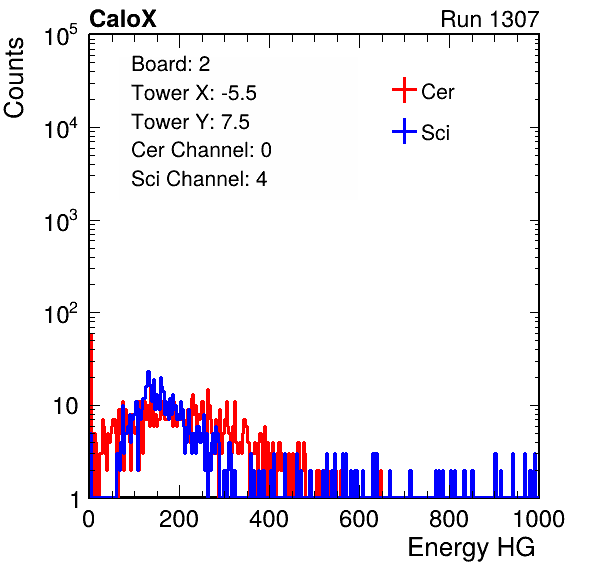 CaloX Run 1307
Counts
10^5
10^4
10^3
10^2
10
1
Board: 2
Tower X: -5.5
Tower Y: 7.5
Cer Channel: 0
Sci Channel: 4
Cer
Sci
0 200 400 600 800 1000
Energy HG